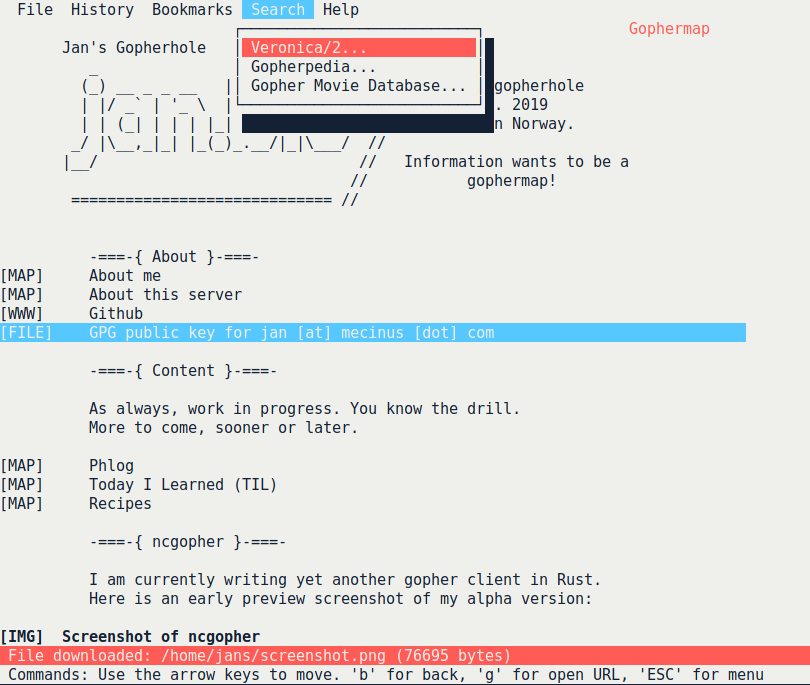 File History Bookmarks Search Help
Gophermap
Jan's Gopherhole
Veronica/2...
Gopherpedia...
Gopher Movie Database...
gopherhole
. 2019
n Norway.
Information wants to be a
gophermap!
-===-{ About }-===-
[MAP] About me
[MAP] About this server
[WWW] Github
[FILE] GPG public key for jan [at] mecinus [dot] com
-===-{ Content }-===-
As always, work in progress. You know the drill.
More to come, sooner or later.
[MAP] Phlog
[MAP] Today I Learned (TIL)
[MAP] Recipes
-===-{ ncgopher }-===-
I am currently writing yet another gopher client in Rust.
Here is an early preview screenshot of my alpha version:
[IMG] Screenshot of ncgopher
File downloaded: /home/jans/screenshot.png (76695 bytes)
Commands: Use the arrow keys to move. 'b' for back, 'g' for open URL, 'ESC' for menu